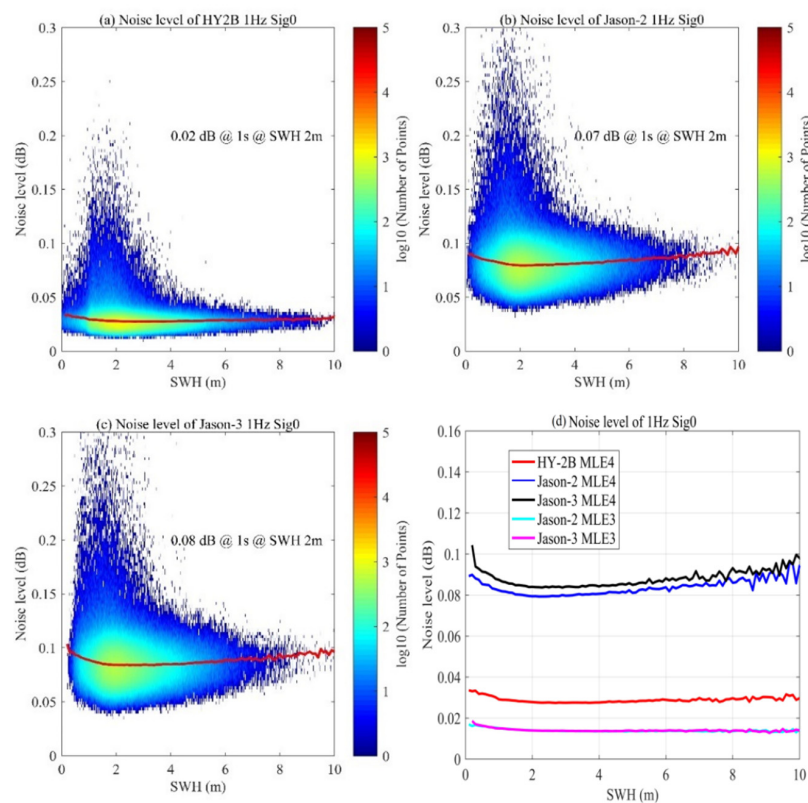 (a) Noise level of HY2B 1Hz Sig0
0.3
0.25
0.2
0.15
0.1
0.05
0
Noise level (dB)
0.02 dB @ 1s @ SWH 2m
0 2 4 6 8 10
SWH (m)
5
4
3
2
1
0
log10 (Number of Points)
(b) Noise level of Jason-2 1Hz Sig0
0.3
0.25
0.2
0.15
0.1
0.05
0
Noise level (dB)
0.07 dB @ 1s @ SWH 2m
0 2 4 6 8 10
SWH (m)
5
4
3
2
1
0
log10 (Number of Points)
(c) Noise level of Jason-3 1Hz Sig0
0.3
0.25
0.2
0.15
0.1
0.05
0
Noise level (dB)
0.08 dB @ 1s @ SWH 2m
0 2 4 6 8 10
SWH (m)
5
4
3
2
1
0
log10 (Number of Points)
(d) Noise level of 1Hz Sig0
0.16
0.14
0.12
0.1
0.08
0.06
0.04
0.02
0
Noise level (dB)
HY-2B MLE4
Jason-2 MLE4
Jason-3 MLE4
Jason-2 MLE3
Jason-3 MLE3
0 2 4 6 8 10
SWH (m)